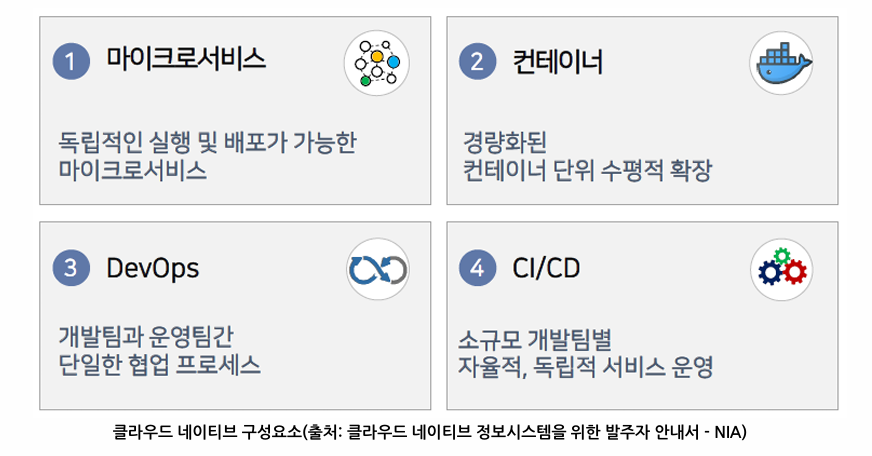 1 마이크로서비스
독립적인 실행 및 배포가 가능한
마이크로서비스
2 컨테이너
경량화된
컨테이너 단위 수평적 확장
3 DevOps
개발팀과 운영팀간
단일한 협업 프로세스
4 CI/CD
소규모 개발팀별
자율적, 독립적 서비스 운영
클라우드 네이티브 구성요소(출처: 클라우드 네이티브 정보시스템을 위한 발주자 안내서 - NIA)